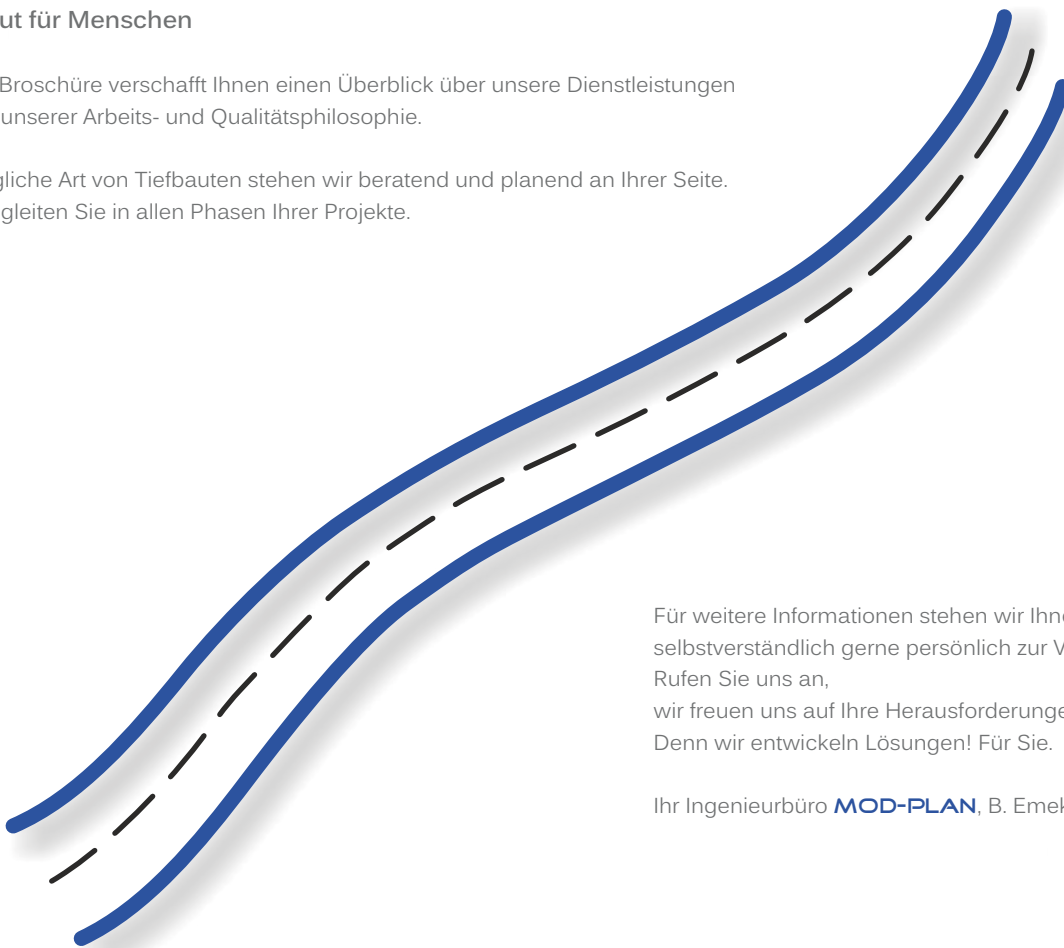 ut für Menschen
Broschüre verschafft Ihnen einen Überblick über unsere Dienstleistungen
unserer Arbeits- und Qualitätsphilosophie.
gliche Art von Tiefbauten stehen wir beratend und planend an Ihrer Seite.
gleiten Sie in allen Phasen Ihrer Projekte.
Für weitere Informationen stehen wir Ihne
selbstverständlich gerne persönlich zur V
Rufen Sie uns an,
wir freuen uns auf Ihre Herausforderunge
Denn wir entwickeln Lösungen! Für Sie.
Ihr Ingenieurbüro MOD-PLAN, B. Emek